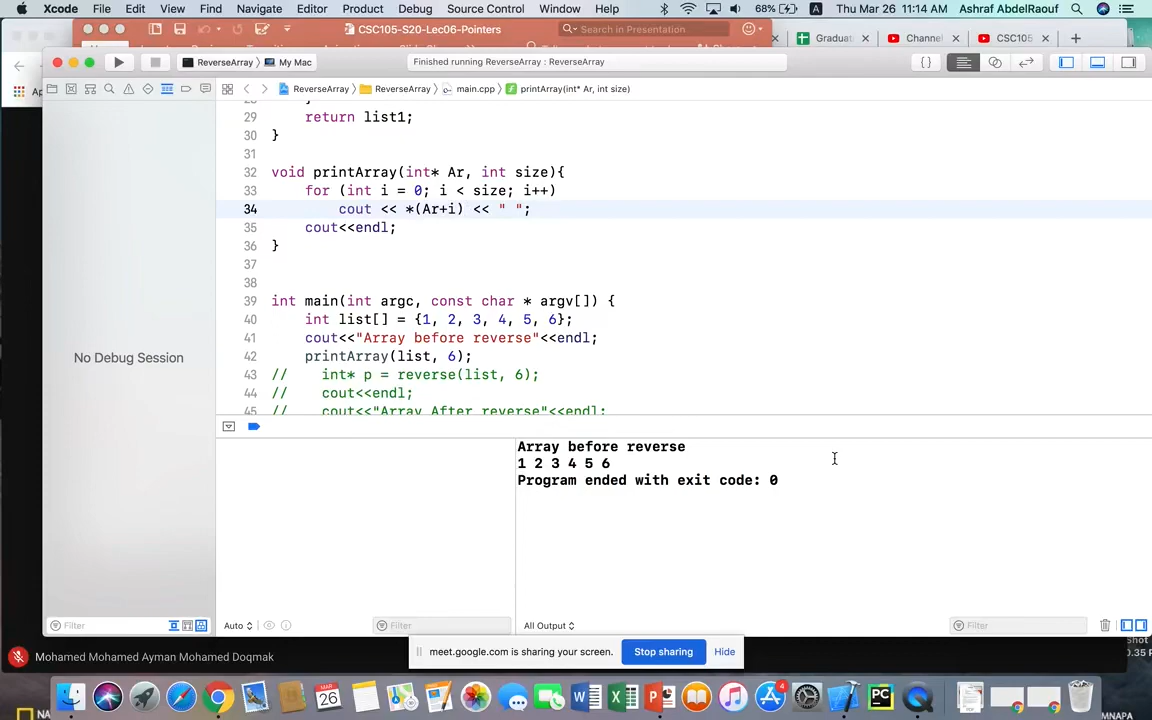 Xcode File Edit View Find Navigate Editor Product Debug Source Control Window Help 68% A Thu Mar 26 11:14 AM Ashraf AbdelRaouf
CSC105-S20-Lec06-Pointers Search in Presentation Graduat Channel CSC105
ReverseArray My Mac Finished running ReverseArray : ReverseArray { }
ReverseArray ReverseArray main.cpp printArray(int* Ar, int size)
29 return list1;
30 }
31
32 void printArray(int* Ar, int size){
33 for (int i = 0; i < size; i++)
34 cout << *(Ar+i) << " ";
35 cout<<endl;
36 }
37
38
39 int main(int argc, const char * argv[]) {
40 int list[] = {1, 2, 3, 4, 5, 6};
41 cout<<"Array before reverse"<<endl;
42 printArray(list, 6);
43 // int* p = reverse(list, 6);
44 // cout<<endl;
45 // cout<<"Array After reverse"<<endl;
No Debug Session
Array before reverse
1 2 3 4 5 6
Program ended with exit code: 0
Filter Auto Filter All Output Filter
meet.google.com is sharing your screen. Stop sharing Hide
Mohamed Mohamed Ayman Mohamed Doqmak
MAR 26 4 PC
NA
MNAPA